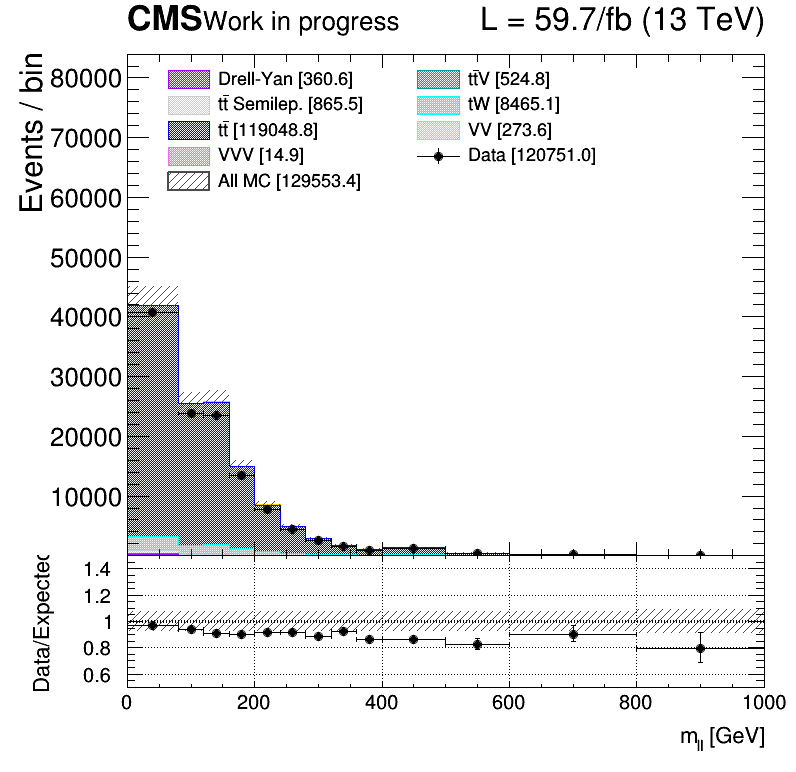 CMS Work in progress L = 59.7/fb (13 TeV)
Events / bin
80000
70000
60000
50000
40000
30000
20000
10000
Drell-Yan [360.6]
tt̄ Semilep. [865.5]
tt̄ [119048.8]
VVV [14.9]
All MC [129553.4]
tt̄V [524.8]
tW [8465.1]
VV [273.6]
Data [120751.0]
Data/Expected
1.4
1.2
1
0.8
0.6
0 200 400 600 800 1000
m_ll [GeV]